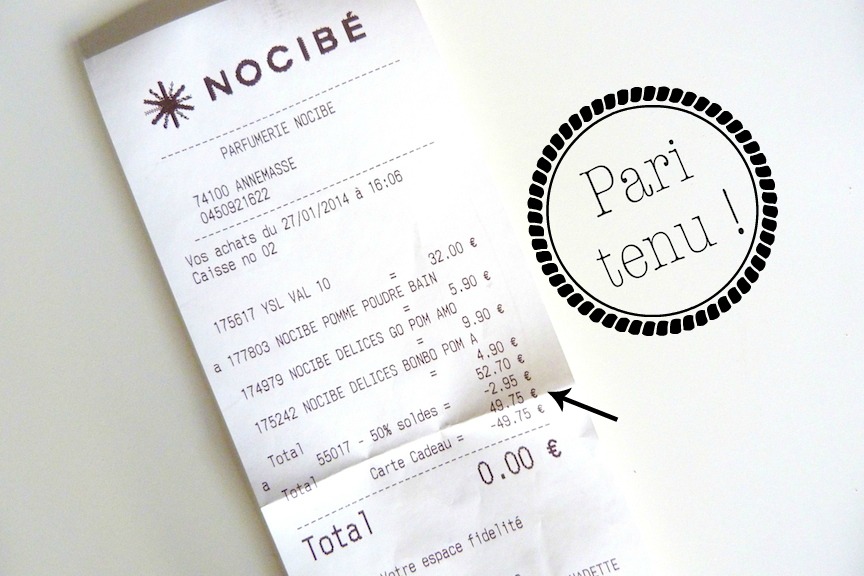 NOCIBÉ
PARFUMERIE NOCIBE
74100 ANNEMASSE
0450921622
Vos achats du 27/01/2014 à 16:06
Caisse no 02
175617 YSL VAL 10
= 32.00 €
a 177803 NOCIBE POMME POUDRE BAIN
= 5.90 €
174979 NOCIBE DELICES GO POM AMO
= 9.90 €
175242 NOCIBE DELICES BONBO POM A
= 4.90 €
Total 52.70 €
a 55017 - 50% soldes = -2.95 €
Total 49.75 €
Carte Cadeau = -49.75 €
Total 0.00 €
Votre espace fidelité
Pari
tenu !